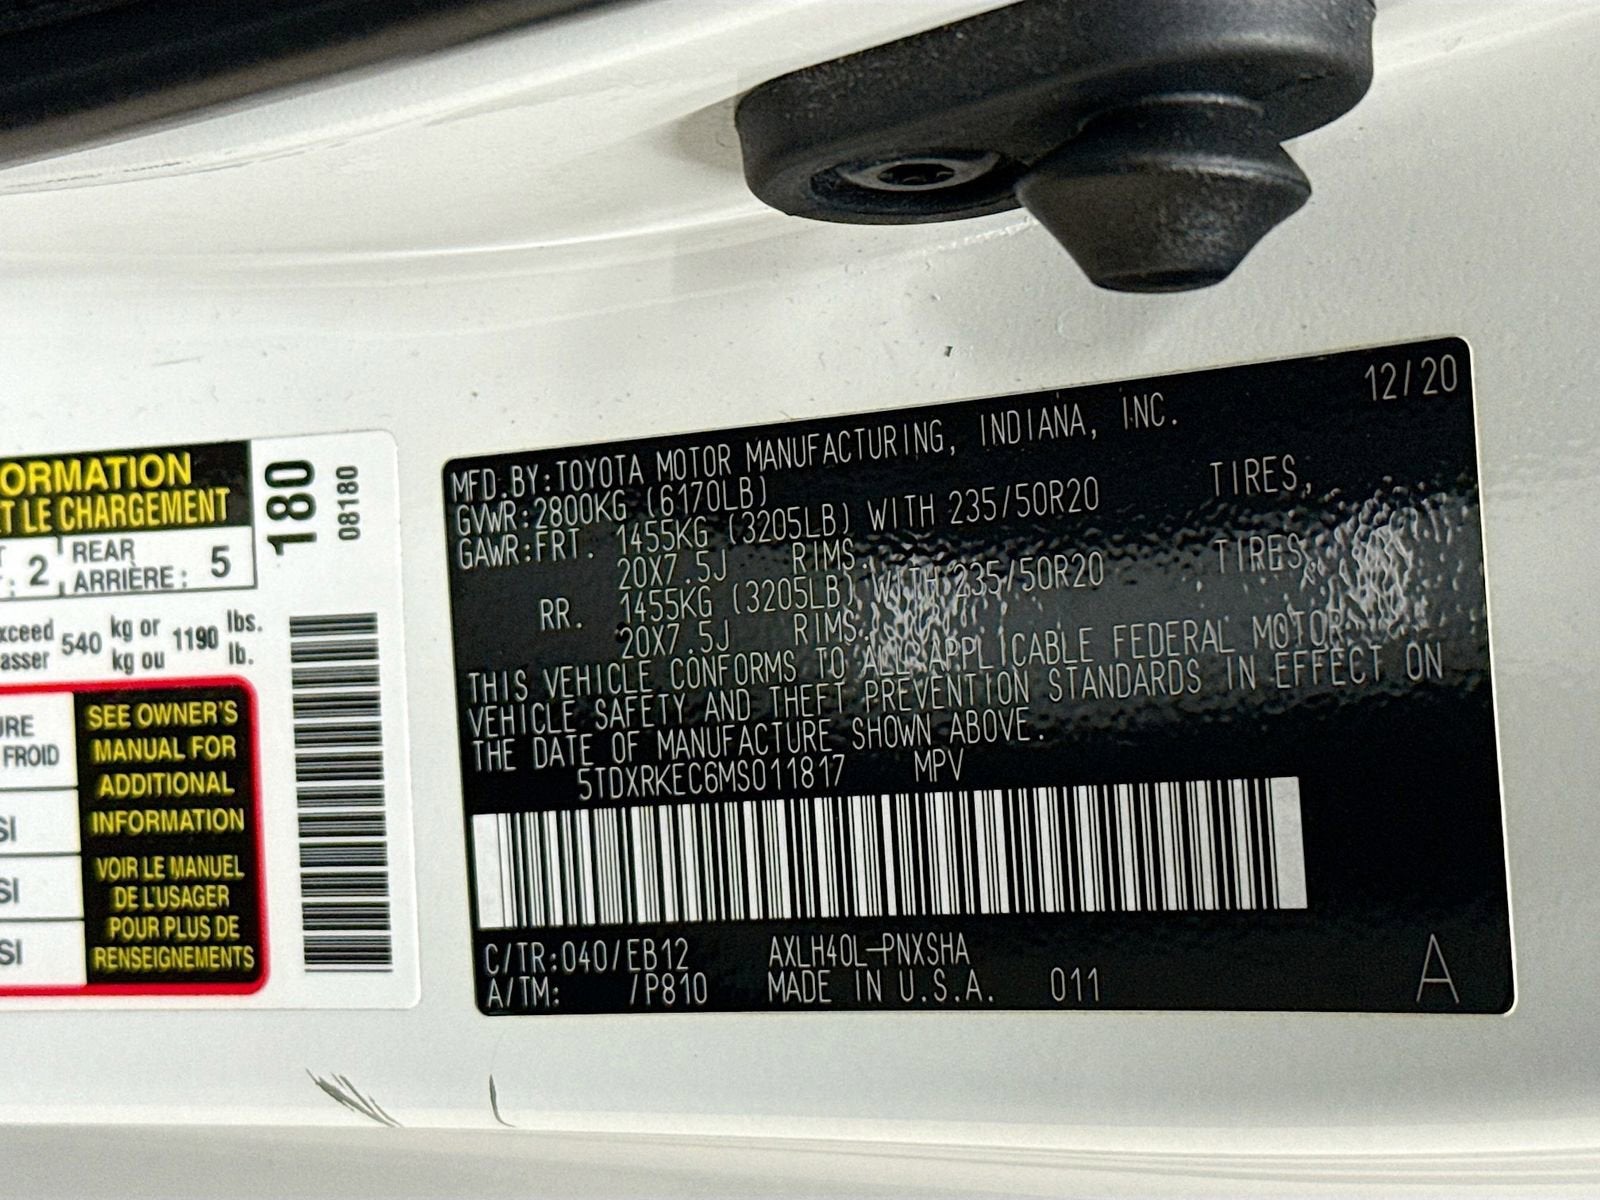 ORMATION
ET LE CHARGEMENT
2 REAR ARRIÈRE : 5
xceed asser 540 kg or kg ou 1190 lbs. lb.
URE
FROID
SI
SI
SI
SEE OWNER'S
MANUAL FOR
ADDITIONAL
INFORMATION
VOIR LE MANUEL
DE L'USAGER
POUR PLUS DE
RENSEIGNEMENTS
180
08180
12/20
MFD.BY:TOYOTA MOTOR MANUFACTURING, INDIANA, INC.
GVWR:2800KG (6170LB)
GAWR:FRT. 1455KG (3205LB) WITH 235/50R20 TIRES,
20X7.5J RIMS.
RR. 1455KG (3205LB) WITH 235/50R20 TIRES,
20X7.5J RIMS.
THIS VEHICLE CONFORMS TO ALL APPLICABLE FEDERAL MOTOR
VEHICLE SAFETY AND THEFT PREVENTION STANDARDS IN EFFECT ON
THE DATE OF MANUFACTURE SHOWN ABOVE.
5TDXRKEC6MS011817 MPV
C/TR:040/EB12 AXLH40L-PNXSHA
A/TM: /P810 MADE IN U.S.A. 011
A